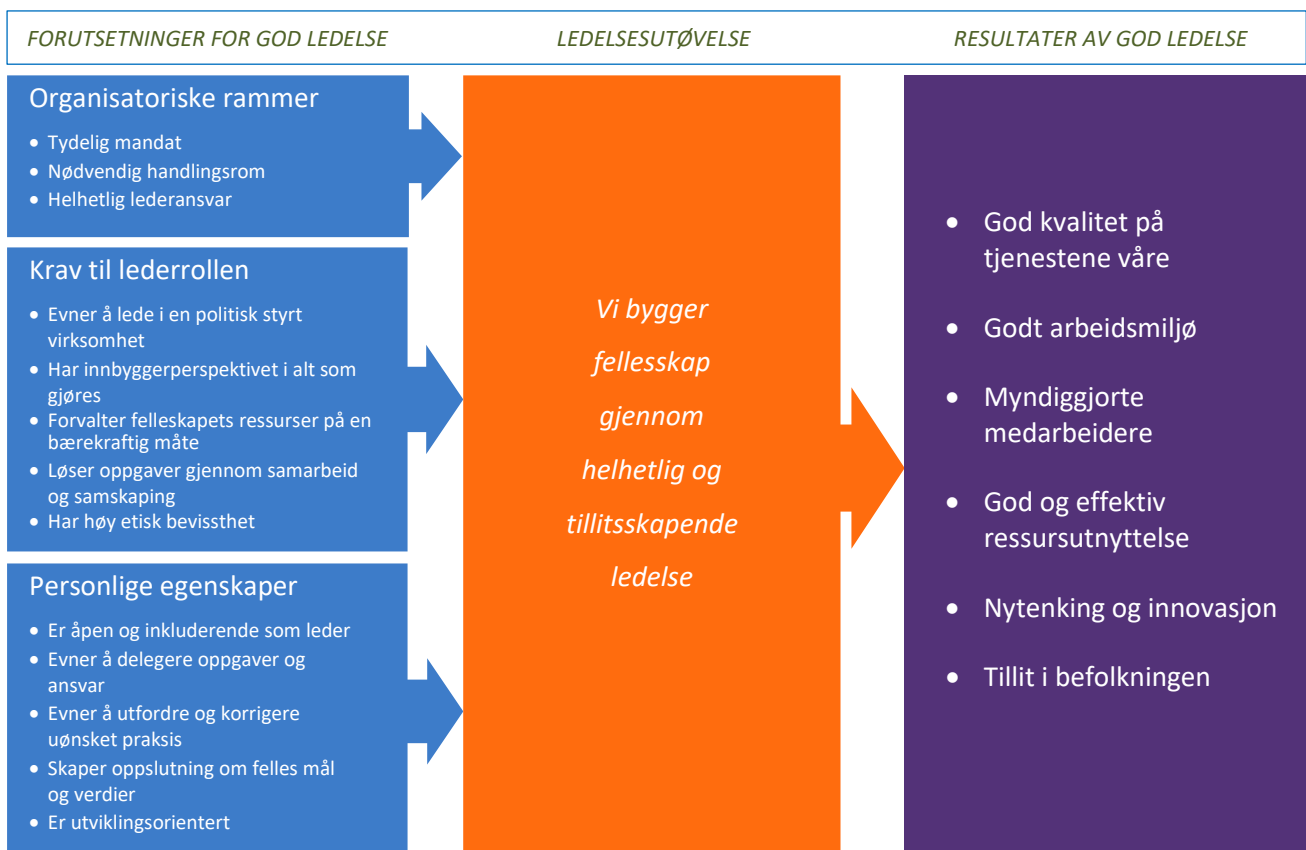 FORUTSETNINGER FOR GOD LEDELSE
LEDELSESUTØVELSE
RESULTATER AV GOD LEDELSE
Organisatoriske rammer
• Tydelig mandat
• Nødvendig handlingsrom
• Helhetlig lederansvar
Krav til lederrollen
• Evner å lede i en politisk styrt
virksomhet
• Har innbyggerperspektivet i alt som
gjøres
• Forvalter felleskapets ressurser på en
bærekraftig måte
• Løser oppgaver gjennom samarbeid
og samskaping
• Har høy etisk bevissthet
Personlige egenskaper
• Er åpen og inkluderende som leder
• Evner å delegere oppgaver og
ansvar
• Evner å utfordre og korrigere
uønsket praksis
• Skaper oppslutning om felles mål
og verdier
• Er utviklingsorientert
Vi bygger
fellesskap
gjennom
helhetlig og
tillitsskapende
ledelse
• God kvalitet på
tjenestene våre
• Godt arbeidsmiljø
• Myndiggjorte
medarbeidere
• God og effektiv
ressursutnyttelse
• Nytenking og innovasjon
• Tillit i befolkningen